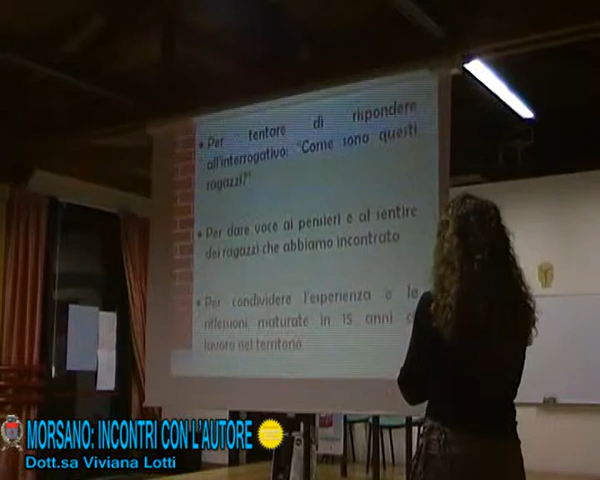 • Per tentare di rispondere
all'interrogativo: "Come sono questi
ragazzi?"
• Per dare voce ai pensieri e al sentire
dei ragazzi che abbiamo incontrato
• Per condividere l'esperienza e le
riflessioni maturate in 15 anni
lavoro nel territorio
MORSANO: INCONTRI CON L'AUTORE
Dott.sa Viviana Lotti